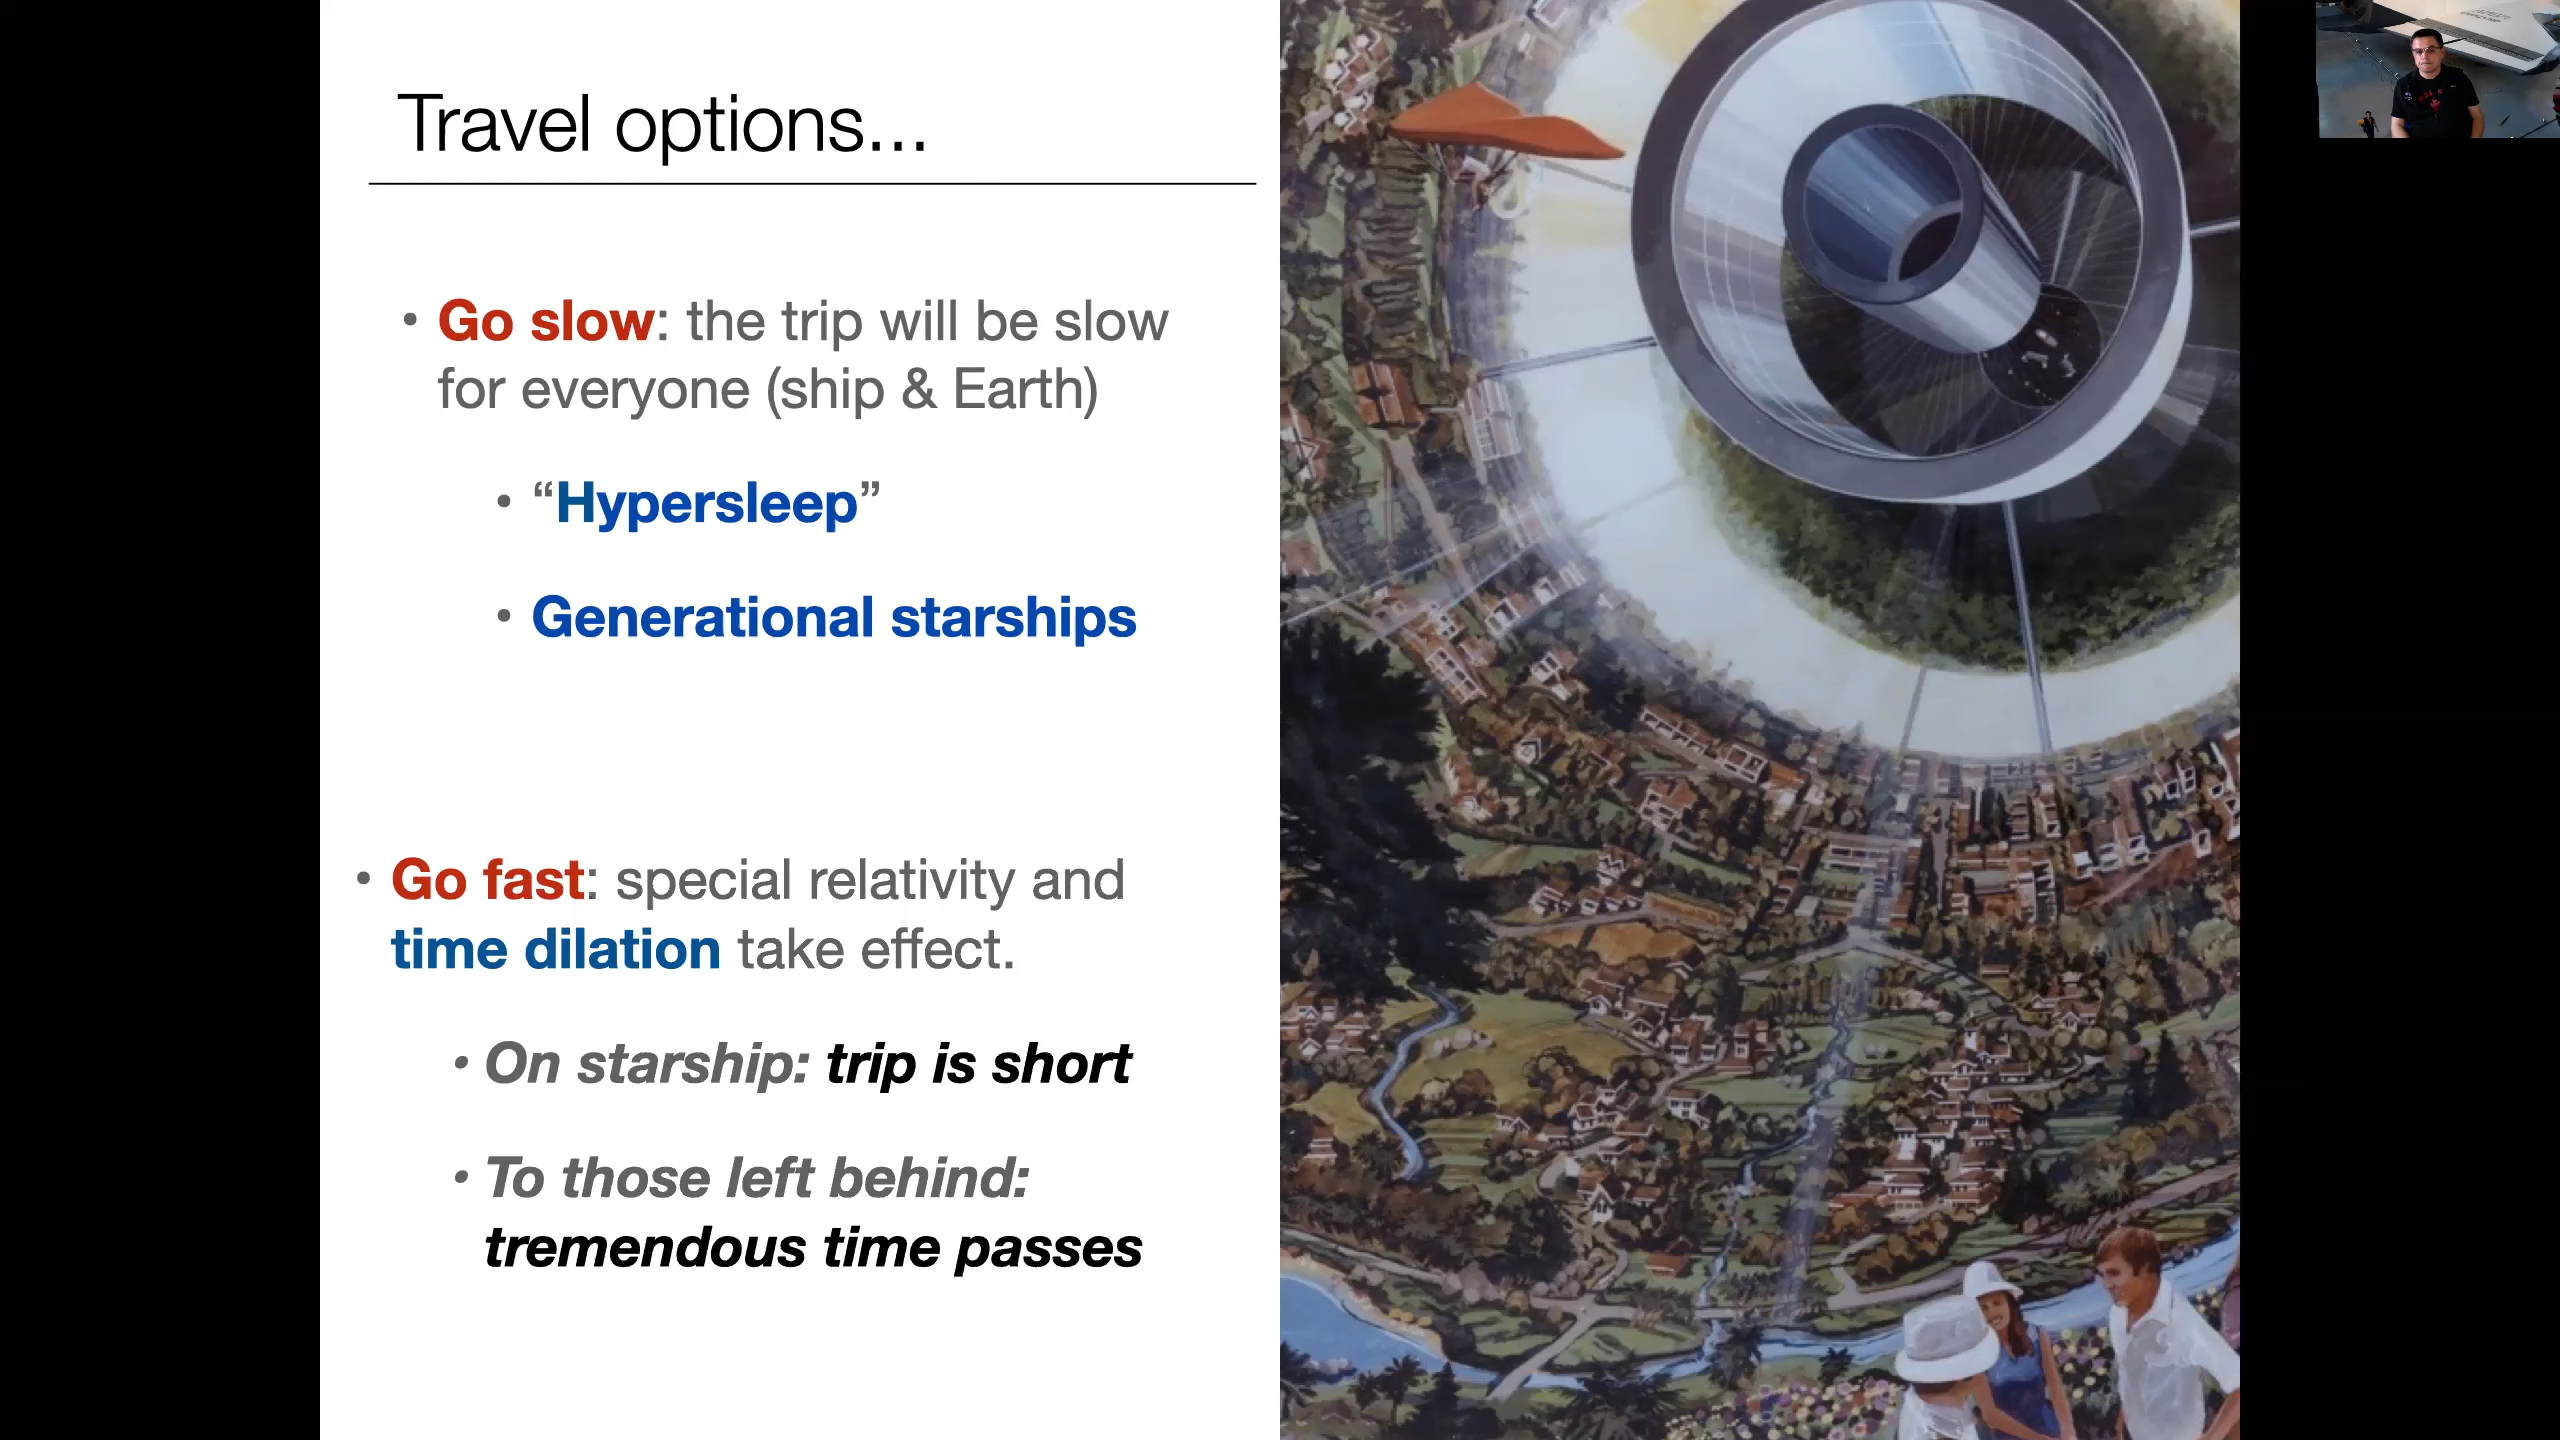 Travel options...
• Go slow: the trip will be slow
for everyone (ship & Earth)
• “Hypersleep”
• Generational starships
• Go fast: special relativity and
time dilation take effect.
• On starship: trip is short
• To those left behind:
tremendous time passes